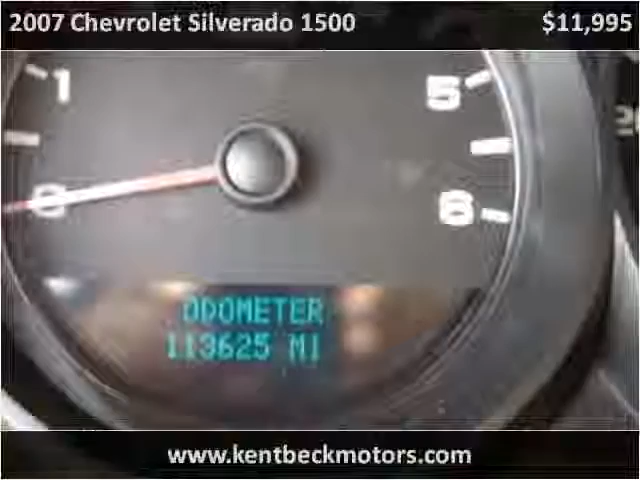 2007 Chevrolet Silverado 1500 $11,995
1 5
0 6
ODOMETER
113625 MI
www.kentbeckmotors.com